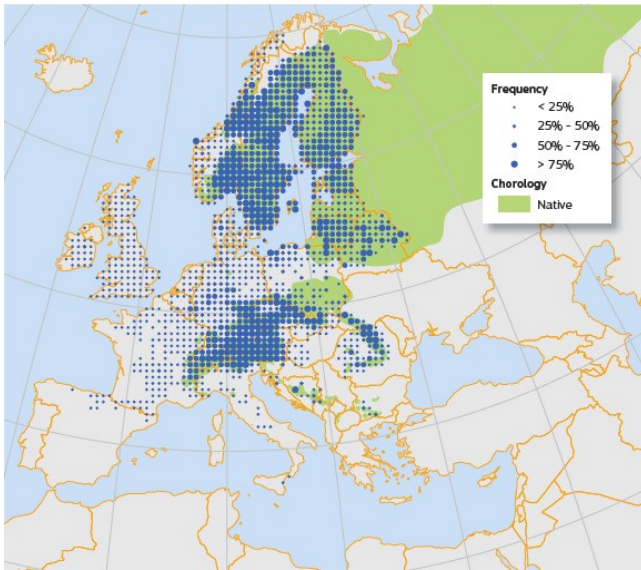 Frequency
< 25%
25% - 50%
50% - 75%
> 75%
Chorology
Native